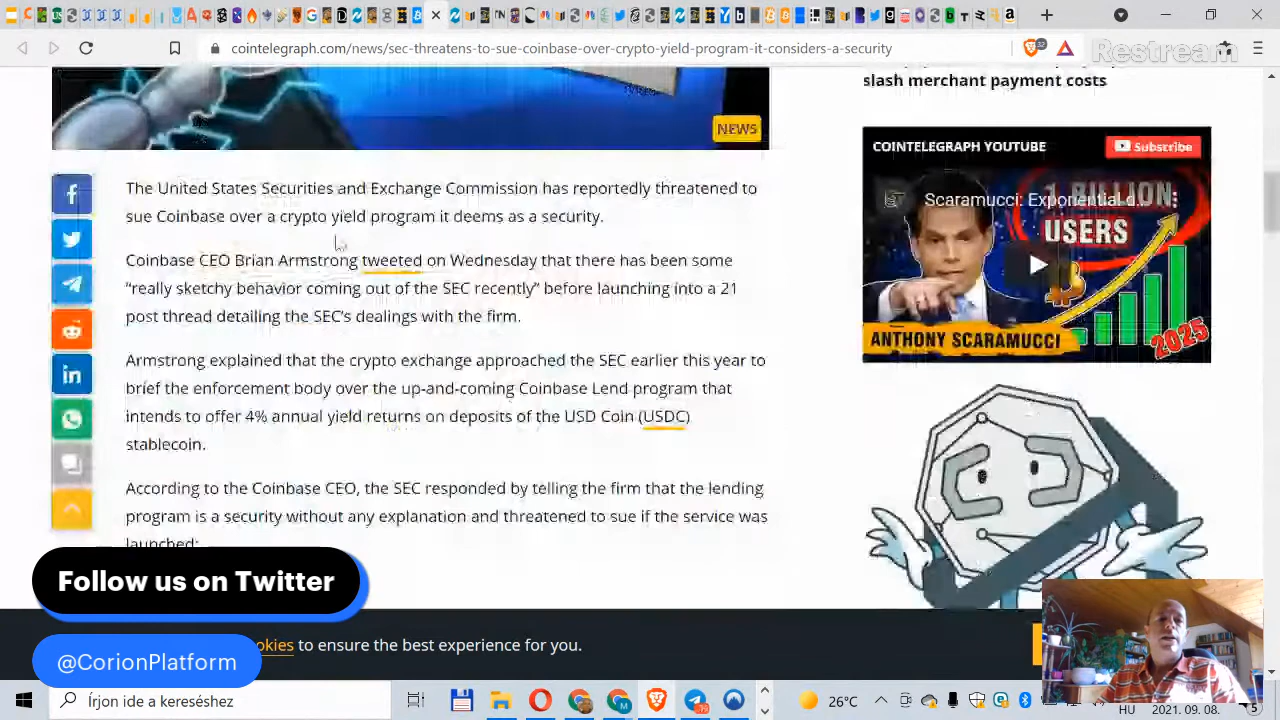 cointelegraph.com/news/sec-threatens-to-sue-coinbase-over-crypto-yield-program-it-considers-a-security
32
Restream
slash merchant payment costs
NEWS
COINTELEGRAPH YOUTUBE
Subscribe
Scaramucci: Exponential d...
1 BILLION
USERS
ANTHONY SCARAMUCCI
2025
The United States Securities and Exchange Commission has reportedly threatened to
sue Coinbase over a crypto yield program it deems as a security.
Coinbase CEO Brian Armstrong tweeted on Wednesday that there has been some
“really sketchy behavior coming out of the SEC recently” before launching into a 21
post thread detailing the SEC’s dealings with the firm.
Armstrong explained that the crypto exchange approached the SEC earlier this year to
brief the enforcement body over the up-and-coming Coinbase Lend program that
intends to offer 4% annual yield returns on deposits of the USD Coin (USDC)
stablecoin.
According to the Coinbase CEO, the SEC responded by telling the firm that the lending
program is a security without any explanation and threatened to sue if the service was
launched:
Follow us on Twitter
@CorionPlatform
ookies to ensure the best experience for you.
Írjon ide a kereséshez
26°C
HU
2021. 09. 08.
5